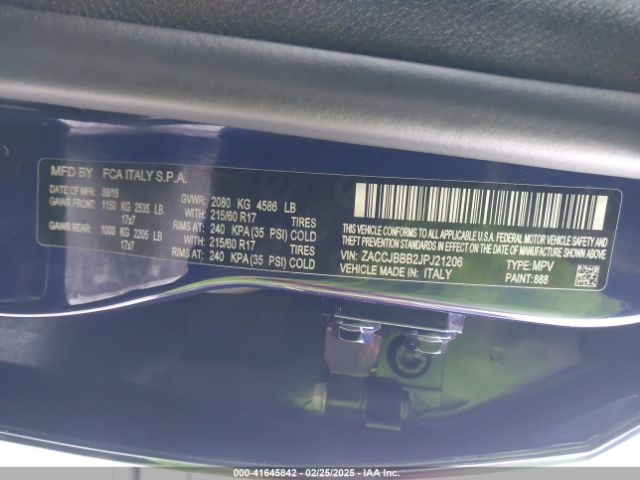 MFD BY FCA ITALY S.P.A.
DATE OF MFD: 08/18 GVWR: 2080 KG 4586 LB
GAWR FRONT: 1150 KG 2535 LB WITH: 215/60 R17 TIRES
17x7 RIMS AT: 240 KPA(35 PSI) COLD
GAWR REAR: 1000 KG 2205 LB WITH: 215/60 R17 TIRES
17x7 RIMS AT: 240 KPA(35 PSI) COLD
THIS VEHICLE CONFORMS TO ALL APPLICABLE U.S.A. FEDERAL MOTOR VEHICLE
SAFETY, BUMPER AND THEFT PREVENTION STANDARDS IN EFFECT ON THE DATE OF MANUFACTURE SHOWN ABOVE
VIN: ZACCJBBB2JPJ21206 TYPE: MPV
VEHICLE MADE IN: ITALY PAINT: 888
000-41645842 - 02/25/2025 - IAA Inc.